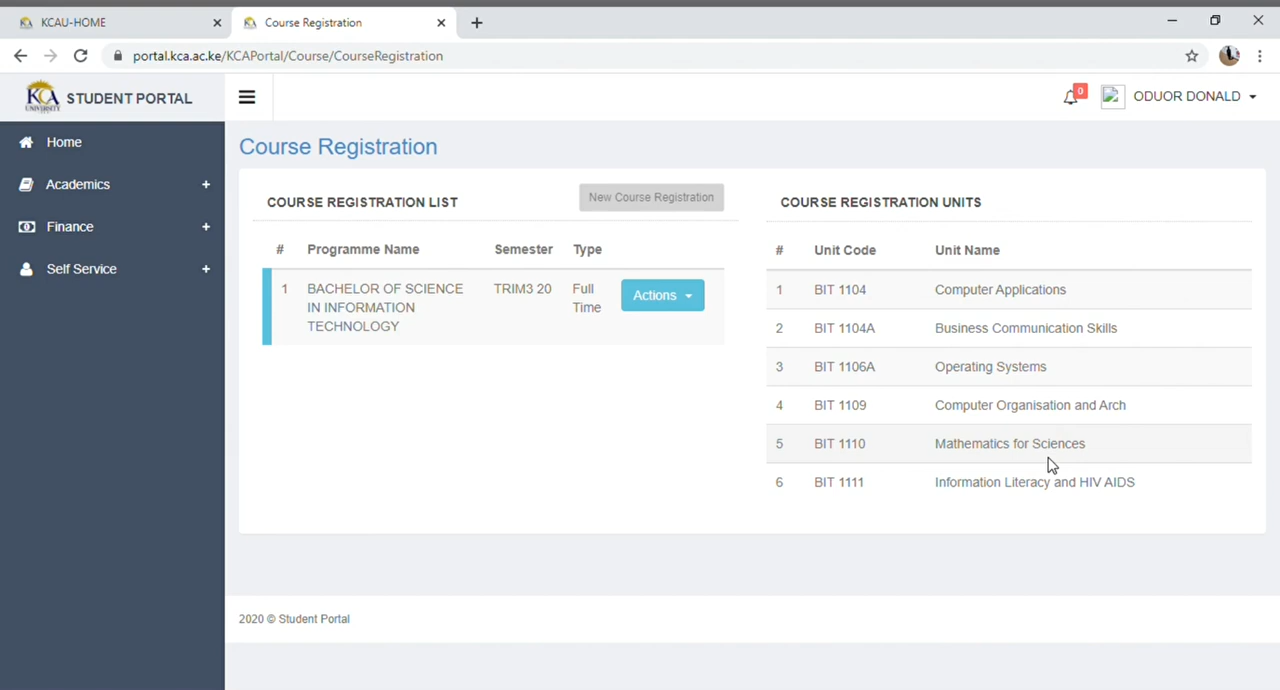 KCAU-HOME
Course Registration
portal.kca.ac.ke/KCAPortal/Course/CourseRegistration
KCA
UNIVERSITY
STUDENT PORTAL
0
ODUOR DONALD
Home
Academics +
Finance +
Self Service +
Course Registration
COURSE REGISTRATION LIST
New Course Registration
# Programme Name Semester Type
1 BACHELOR OF SCIENCE IN INFORMATION TECHNOLOGY TRIM3 20 Full Time Actions
COURSE REGISTRATION UNITS
# Unit Code Unit Name
1 BIT 1104 Computer Applications
2 BIT 1104A Business Communication Skills
3 BIT 1106A Operating Systems
4 BIT 1109 Computer Organisation and Arch
5 BIT 1110 Mathematics for Sciences
6 BIT 1111 Information Literacy and HIV AIDS
2020 © Student Portal